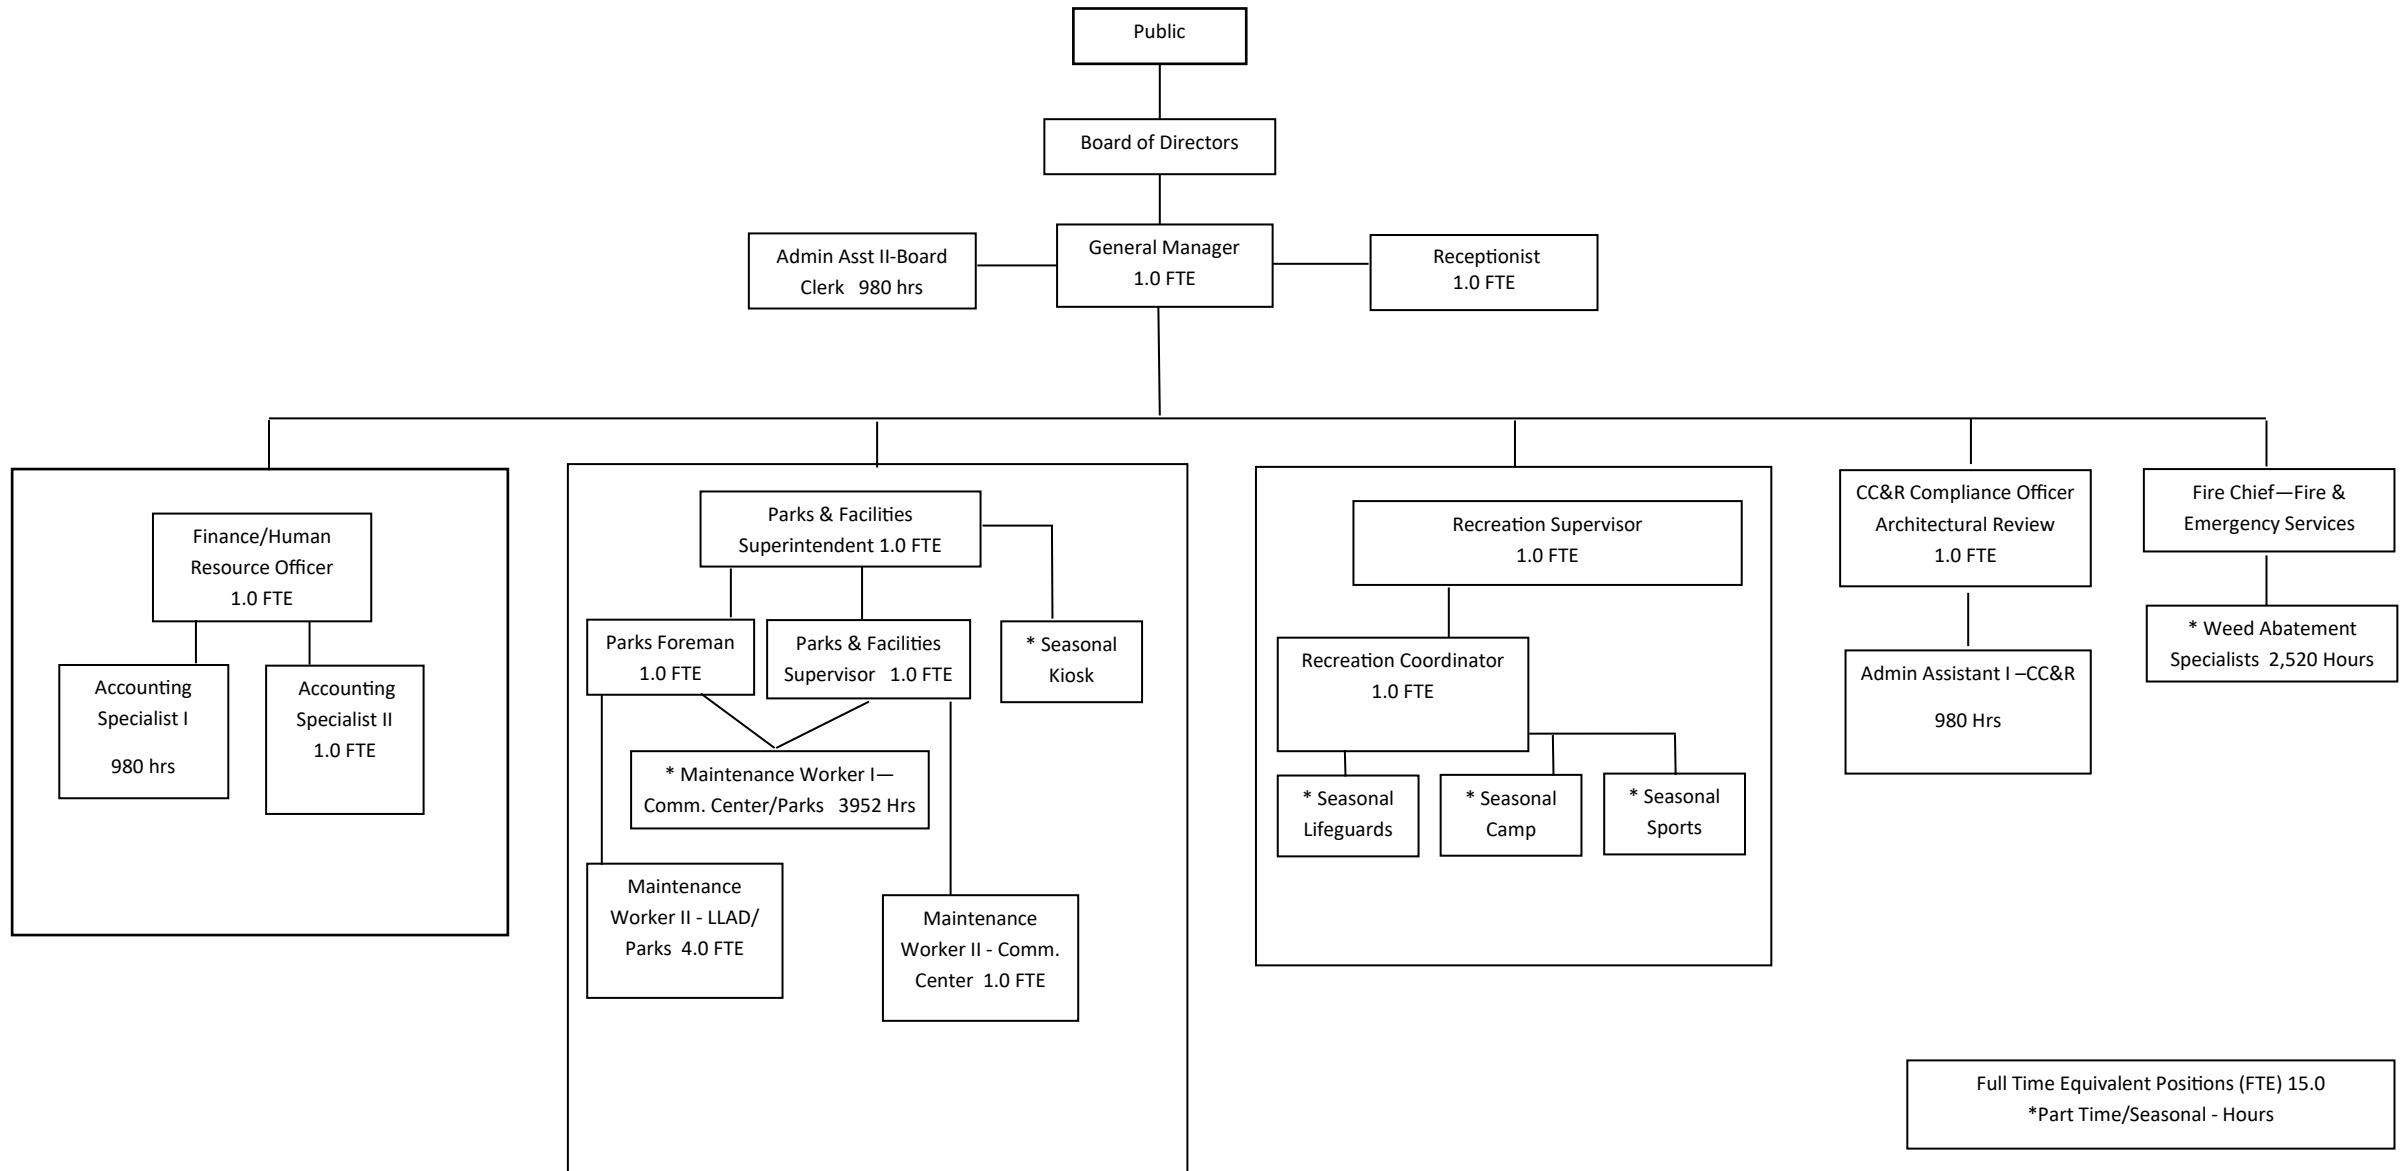 Public
Board of Directors
Admin Asst II-Board
Clerk 980 hrs
General Manager
1.0 FTE
Receptionist
1.0 FTE
Finance/Human
Resource Officer
1.0 FTE
Accounting
Specialist I
980 hrs
Accounting
Specialist II
1.0 FTE
Parks & Facilities
Superintendent 1.0 FTE
Parks Foreman
1.0 FTE
Parks & Facilities
Supervisor 1.0 FTE
* Seasonal
Kiosk
* Maintenance Worker I—
Comm. Center/Parks 3952 Hrs
Maintenance
Worker II - LLAD/
Parks 4.0 FTE
Maintenance
Worker II - Comm.
Center 1.0 FTE
Recreation Supervisor
1.0 FTE
Recreation Coordinator
1.0 FTE
* Seasonal
Lifeguards
* Seasonal
Camp
* Seasonal
Sports
CC&R Compliance Officer
Architectural Review
1.0 FTE
Admin Assistant I –CC&R
980 Hrs
Fire Chief—Fire &
Emergency Services
* Weed Abatement
Specialists 2,520 Hours
Full Time Equivalent Positions (FTE) 15.0
*Part Time/Seasonal - Hours